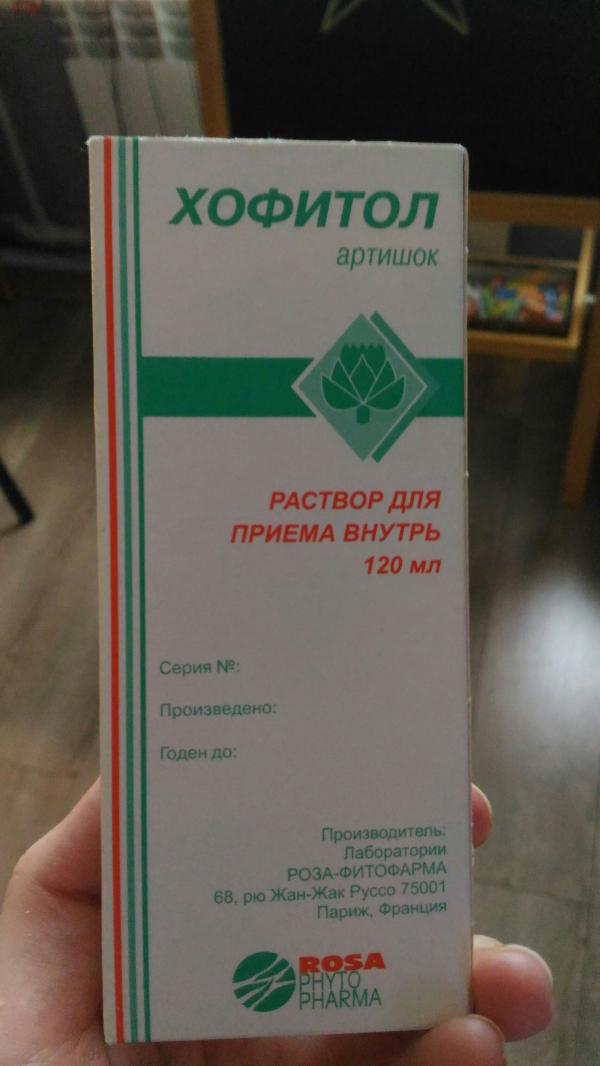 ХОФИТОЛ
артишок
РАСТВОР ДЛЯ
ПРИЕМА ВНУТРЬ
120 мл
Серия №:
Произведено:
Годен до:
Производитель:
Лаборатории
РОЗА-ФИТОФАРМА
68, рю Жан-Жак Руссо 75001
Париж, Франция
ROSA
PHYTO
PHARMA